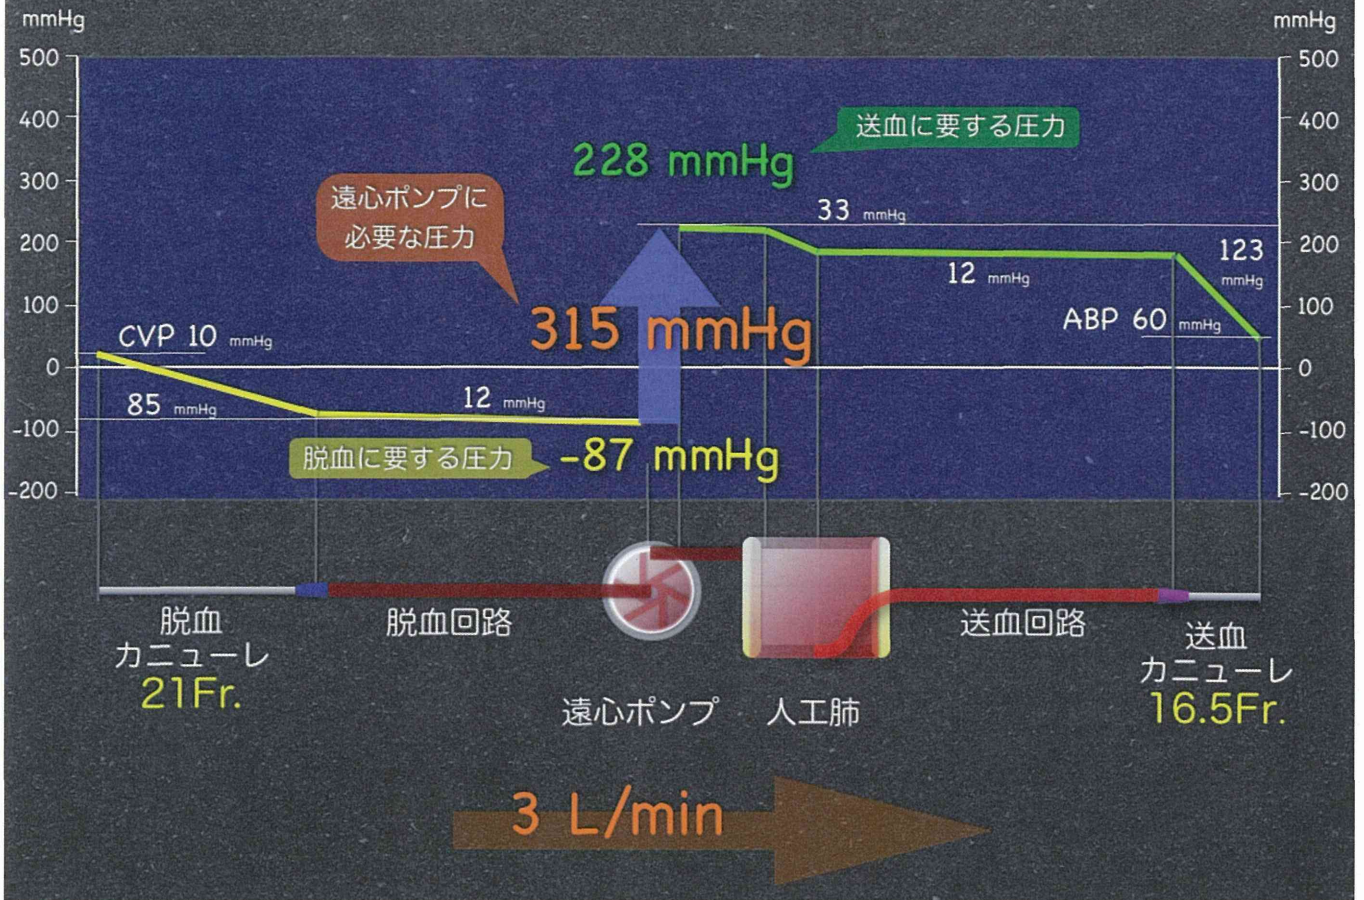 mmHg
mmHg
500
400
300
200
100
0
-100
-200
500
400
300
200
100
0
-100
-200
送血に要する圧力
228 mmHg
遠心ポンプに
必要な圧力
33 mmHg
123
mmHg
12 mmHg
315 mmHg
ABP 60 mmHg
CVP 10 mmHg
85 mmHg
12 mmHg
脱血に要する圧力
-87 mmHg
脱血
カニューレ
21Fr.
脱血回路
遠心ポンプ
人工肺
送血回路
送血
カニューレ
16.5Fr.
3 L/min